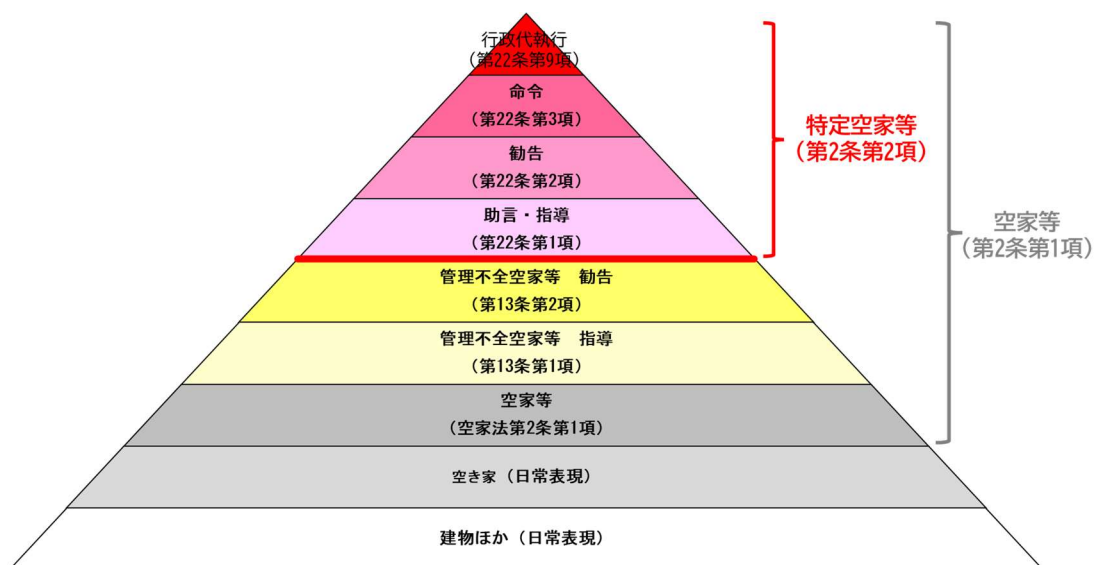 行政代執行
（第22条第9項）
命令
（第22条第3項）
勧告
（第22条第2項）
助言・指導
（第22条第1項）
管理不全空家等　勧告
（第13条第2項）
管理不全空家等　指導
（第13条第1項）
空家等
（空家法第2条第1項）
空き家（日常表現）
建物ほか（日常表現）
特定空家等
（第2条第2項）
空家等
（第2条第1項）